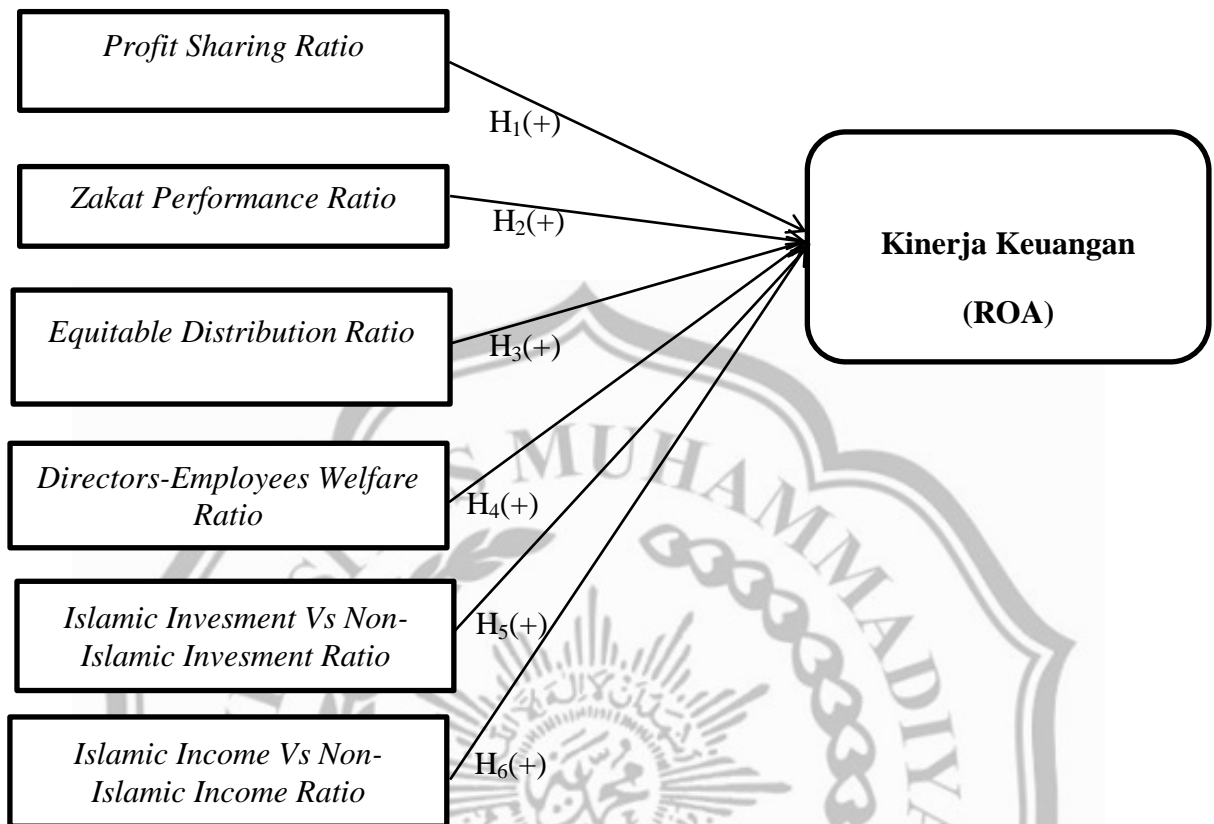 Profit Sharing Ratio
H₁(+)
Zakat Performance Ratio
H₂(+)
Kinerja Keuangan
(ROA)
Equitable Distribution Ratio
H₃(+)
Directors-Employees Welfare
Ratio
H₄(+)
Islamic Invesment Vs Non-
Islamic Invesment Ratio
H₅(+)
Islamic Income Vs Non-
Islamic Income Ratio
H₆(+)
S MUHAMMADIYA